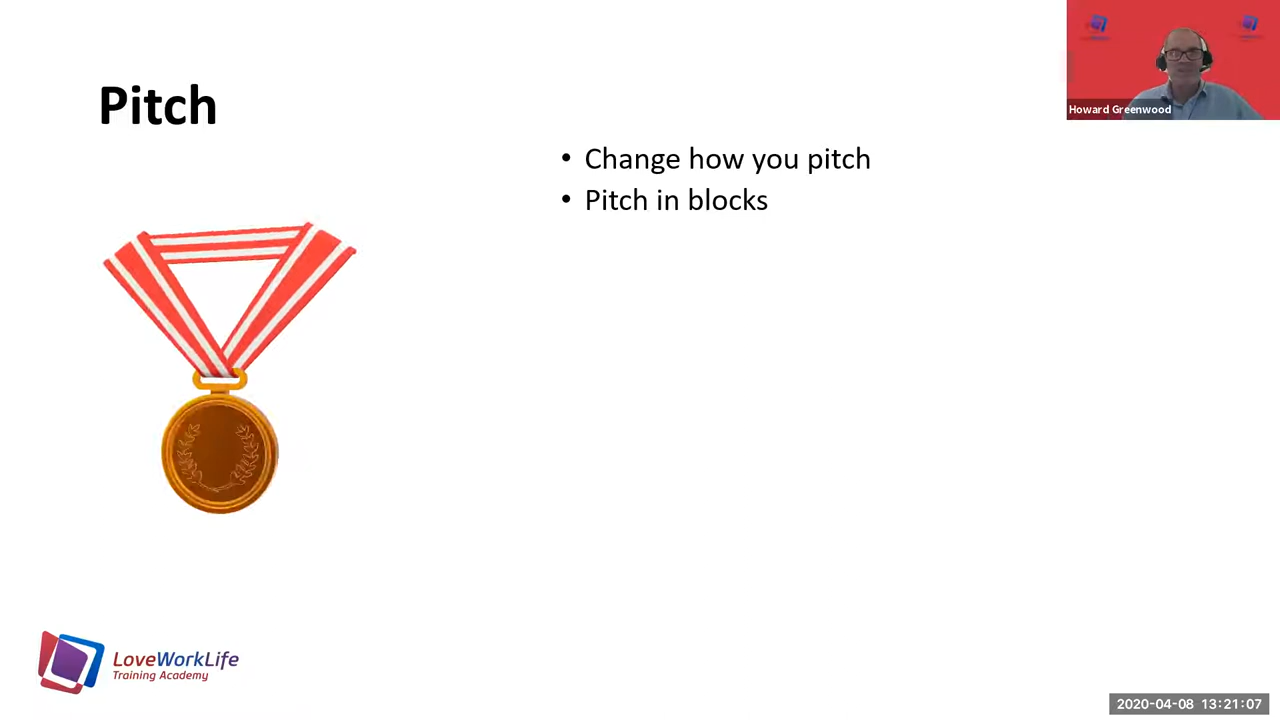 Pitch
Howard Greenwood
• Change how you pitch
• Pitch in blocks
LoveWorkLife
Training Academy
2020-04-08 13:21:07